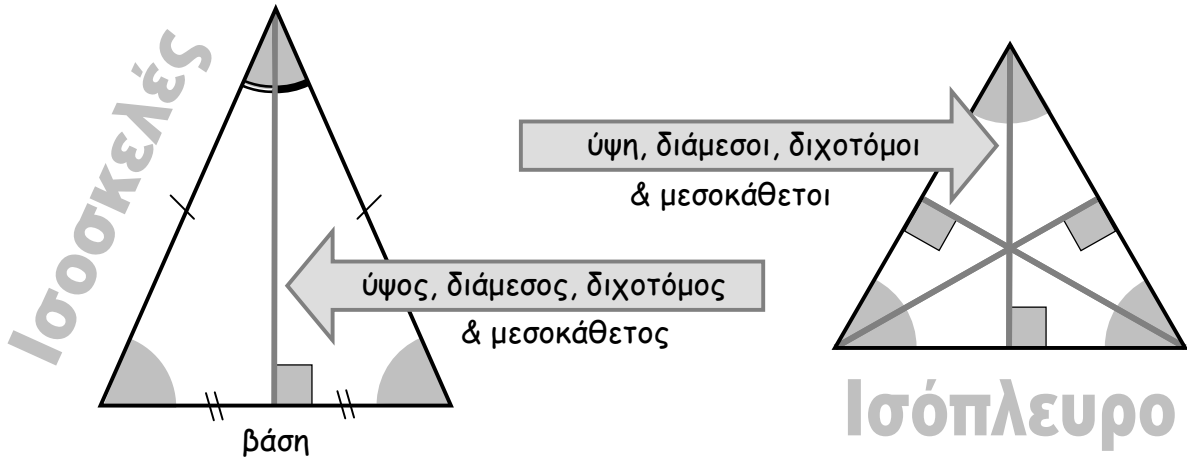 Ισοσκελές
ύψος, διάμεσος, διχοτόμος
& μεσοκάθετος
βάση
ύψη, διάμεσοι, διχοτόμοι
& μεσοκάθετοι
Ισόπλευρο